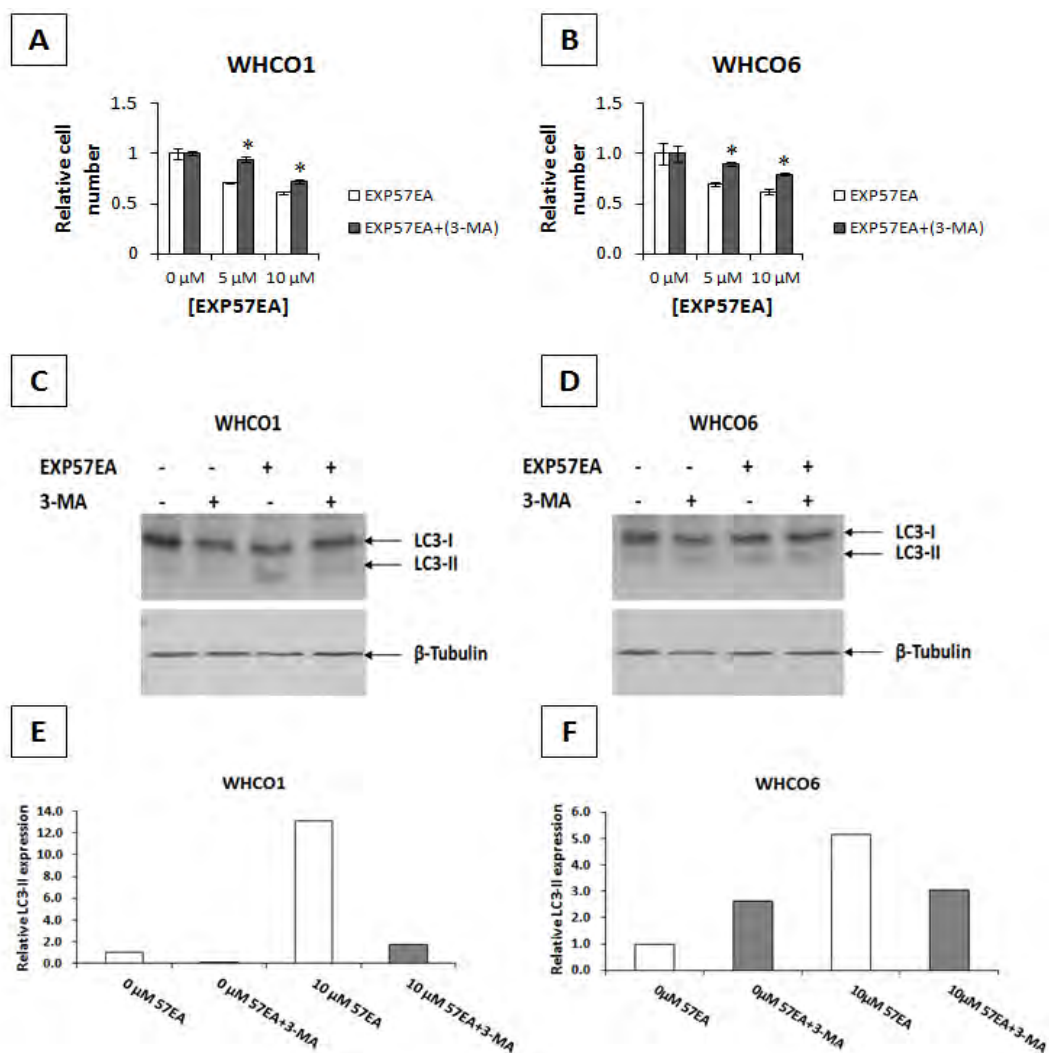 A
WHCO1
Relative cell
number
1.5
1
0.5
0
*
*
0 µM 5 µM 10 µM
[EXP57EA]
EXP57EA
EXP57EA+(3-MA)
B
WHCO6
Relative cell
number
1.5
1.0
0.5
0
*
*
0 µM 5 µM 10 µM
[EXP57EA]
EXP57EA
EXP57EA+(3-MA)
C
WHCO1
EXP57EA - - + +
3-MA - + - +
LC3-I
LC3-II
β-Tubulin
D
WHCO6
EXP57EA - - + +
3-MA - + - +
LC3-I
LC3-II
β-Tubulin
E
WHCO1
Relative LC3-II expression
14.0
12.0
10.0
8.0
6.0
4.0
2.0
0.0
0 µM 57EA
0 µM 57EA+3-MA
10 µM 57EA
10 µM 57EA+3-MA
F
WHCO6
Relative LC3-II expression
6.0
5.0
4.0
3.0
2.0
1.0
0.0
0µM 57EA
0µM 57EA+3-MA
10µM 57EA
10µM 57EA+3-MA